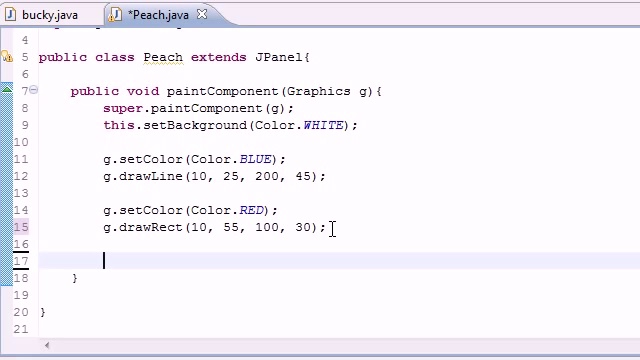 bucky.java *Peach.java
4
5 public class Peach extends JPanel{
6
7 public void paintComponent(Graphics g){
8 super.paintComponent(g);
9 this.setBackground(Color.WHITE);
10
11 g.setColor(Color.BLUE);
12 g.drawLine(10, 25, 200, 45);
13
14 g.setColor(Color.RED);
15 g.drawRect(10, 55, 100, 30);
16
17
18 }
19
20 }
21